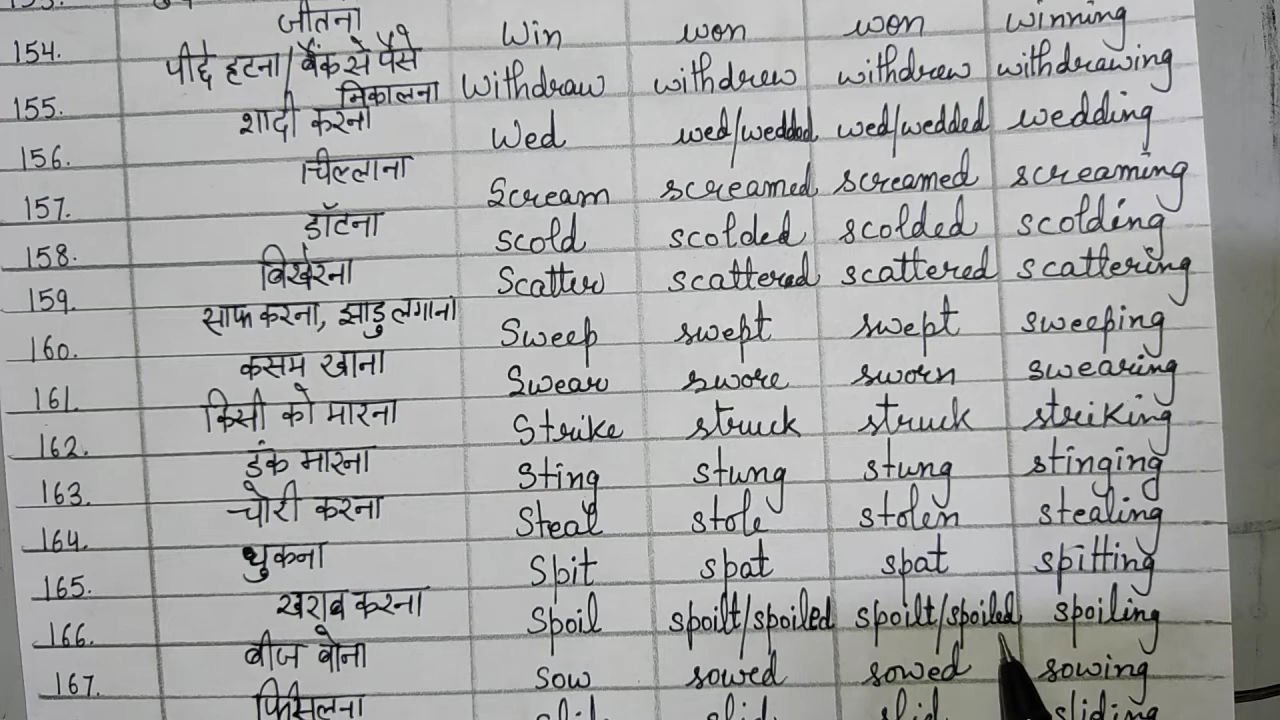 जीतना Win won won winning
154.
पीछे हटना/बैंक से पैसे निकालना Withdraw withdrew withdrew withdrawing
155.
शादी करना Wed wed/wedded wed/wedded wedding
156.
चिल्लाना Scream screamed screamed screaming
157.
डाँटना scold scolded scolded scolding
158.
बिखेरना Scatter scattered scattered scattering
159.
साफ करना, झाडु लगाना Sweep swept swept sweeping
160.
कसम खाना Swear swore sworn swearing
161.
किसी को मारना Strike struck struck striking
162.
डंक मारना Sting stung stung stinging
163.
चोरी करना Steal stole stolen stealing
164.
थुकना Spit spat spat spitting
165.
खराब करना Spoil spoilt/spoiled spoilt/spoiled spoiling
166.
बीज बोना Sow sowed sowed sowing
167.
फिसलना sliding